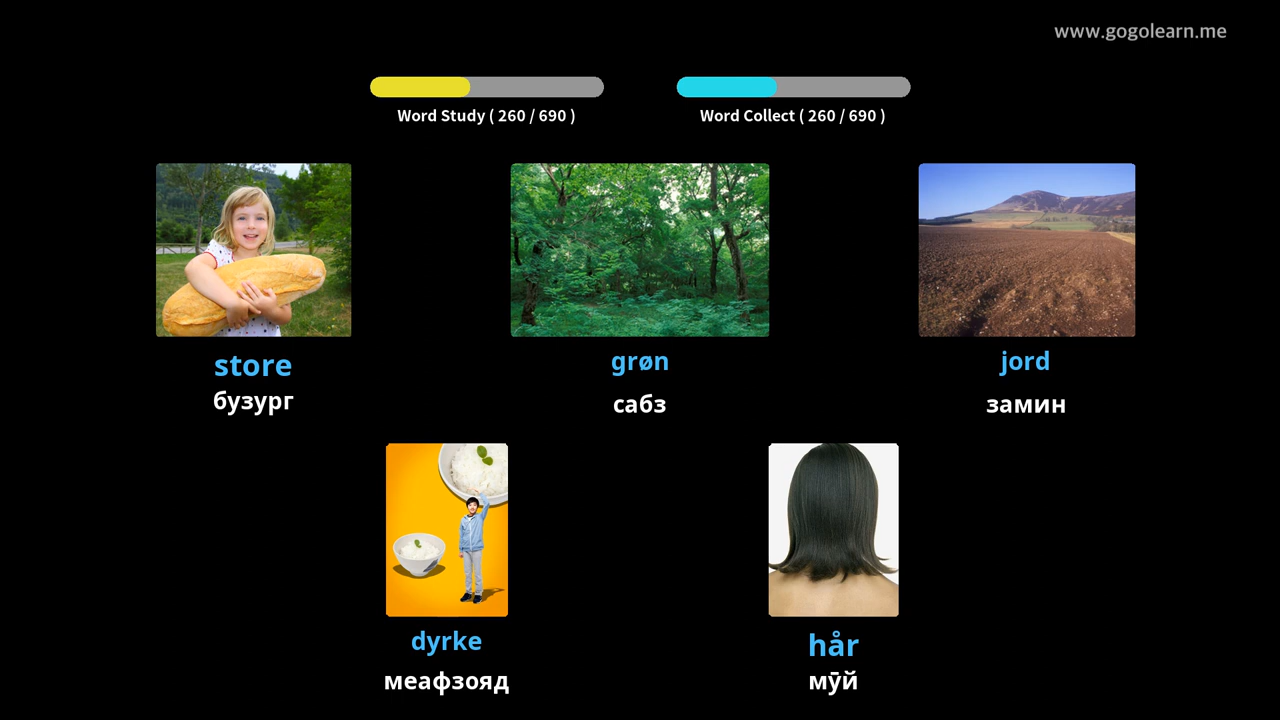 www.gogolearn.me
Word Study ( 260 / 690 )
Word Collect ( 260 / 690 )
store
бузург
grøn
сабз
jord
замин
dyrke
меафзояд
hår
мӯй